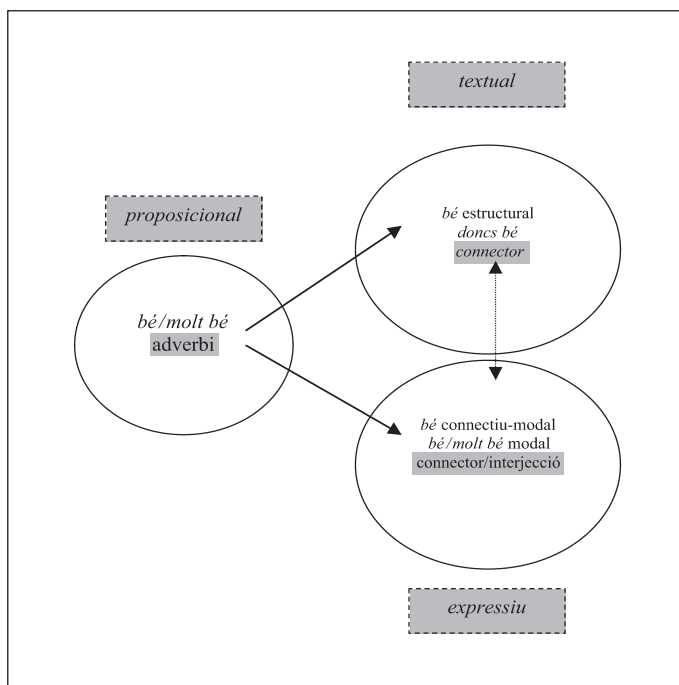 textual
proposicional
bé estructural
doncs bé
connector
bé/molt bé
adverbi
bé connectiu-modal
bé/molt bé modal
connector/interjecció
expressiu